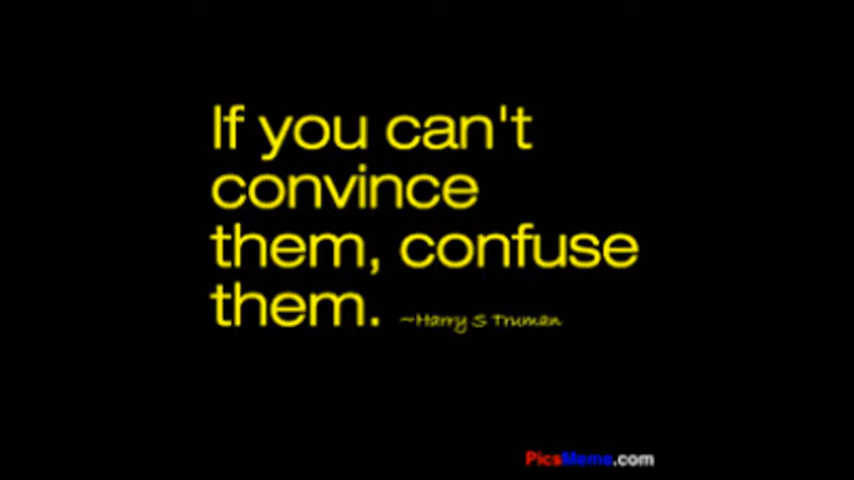 If you can't
convince
them, confuse
them. ~Harry S Truman
PicsMeme.com